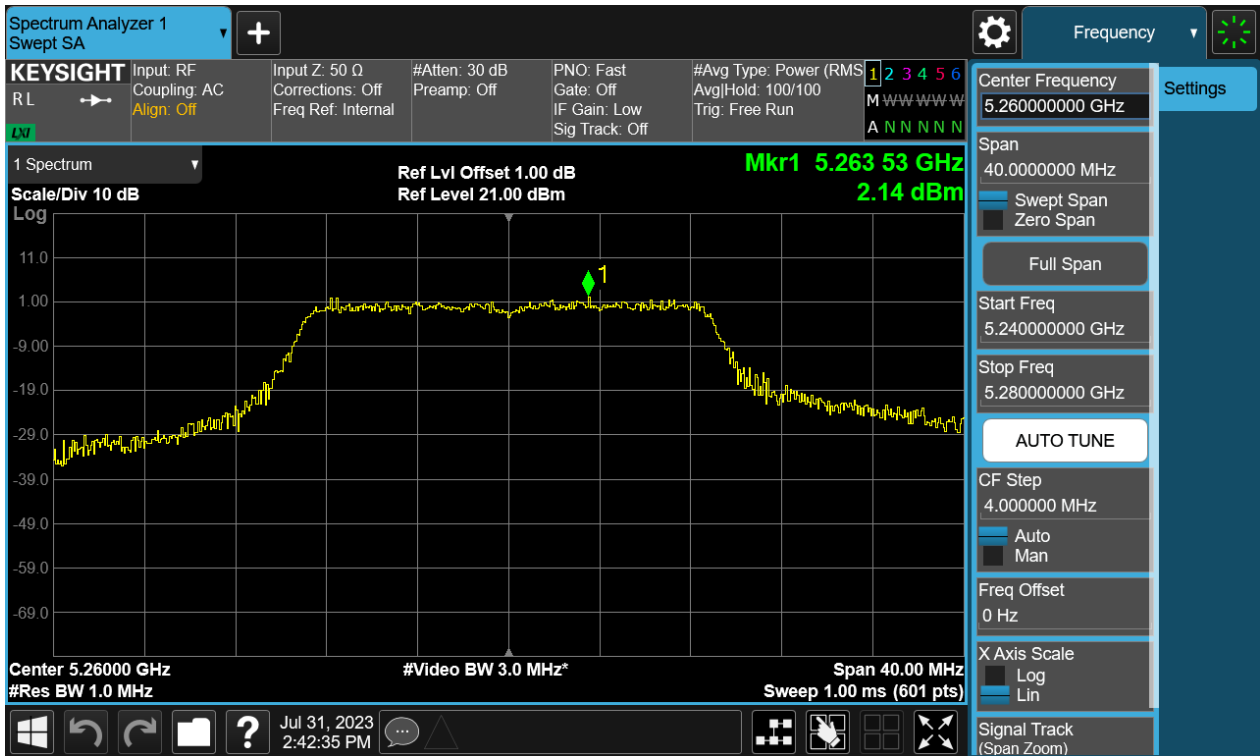 Spectrum Analyzer 1
Swept SA
+
Frequency
KEYSIGHT
R L
LXI
Input: RF
Coupling: AC
Align: Off
Input Z: 50 Ω
Corrections: Off
Freq Ref: Internal
#Atten: 30 dB
Preamp: Off
PNO: Fast
Gate: Off
IF Gain: Low
Sig Track: Off
#Avg Type: Power (RMS
Avg|Hold: 100/100
Trig: Free Run
1 2 3 4 5 6
M W W W W W
A N N N N N
1 Spectrum
Scale/Div 10 dB
Log
Ref Lvl Offset 1.00 dB
Ref Level 21.00 dBm
Mkr1 5.263 53 GHz
2.14 dBm
1
11.0
1.00
-9.00
-19.0
-29.0
-39.0
-49.0
-59.0
-69.0
Center 5.26000 GHz
#Res BW 1.0 MHz
#Video BW 3.0 MHz*
Span 40.00 MHz
Sweep 1.00 ms (601 pts)
Center Frequency
5.260000000 GHz
Settings
Span
40.0000000 MHz
Swept Span
Zero Span
Full Span
Start Freq
5.240000000 GHz
Stop Freq
5.280000000 GHz
AUTO TUNE
CF Step
4.000000 MHz
Auto
Man
Freq Offset
0 Hz
X Axis Scale
Log
Lin
Signal Track
(Span Zoom)
?
Jul 31, 2023
2:42:35 PM